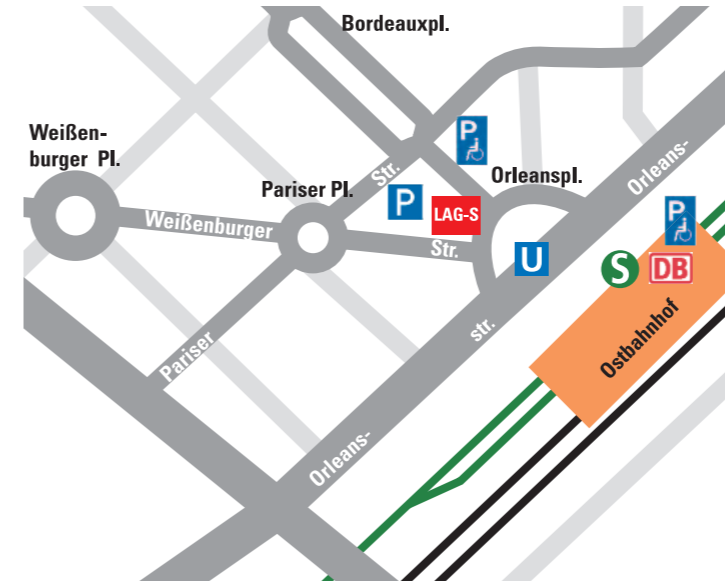 Bordeauxpl.
Weißen-
burger Pl.
P
Orleans-
Str.
Orleanspl.
Pariser Pl.
P
LAG-S
P
Weißenburger
Str.
U
S
DB
Ostbahnhof
str.
Pariser
Orleans-